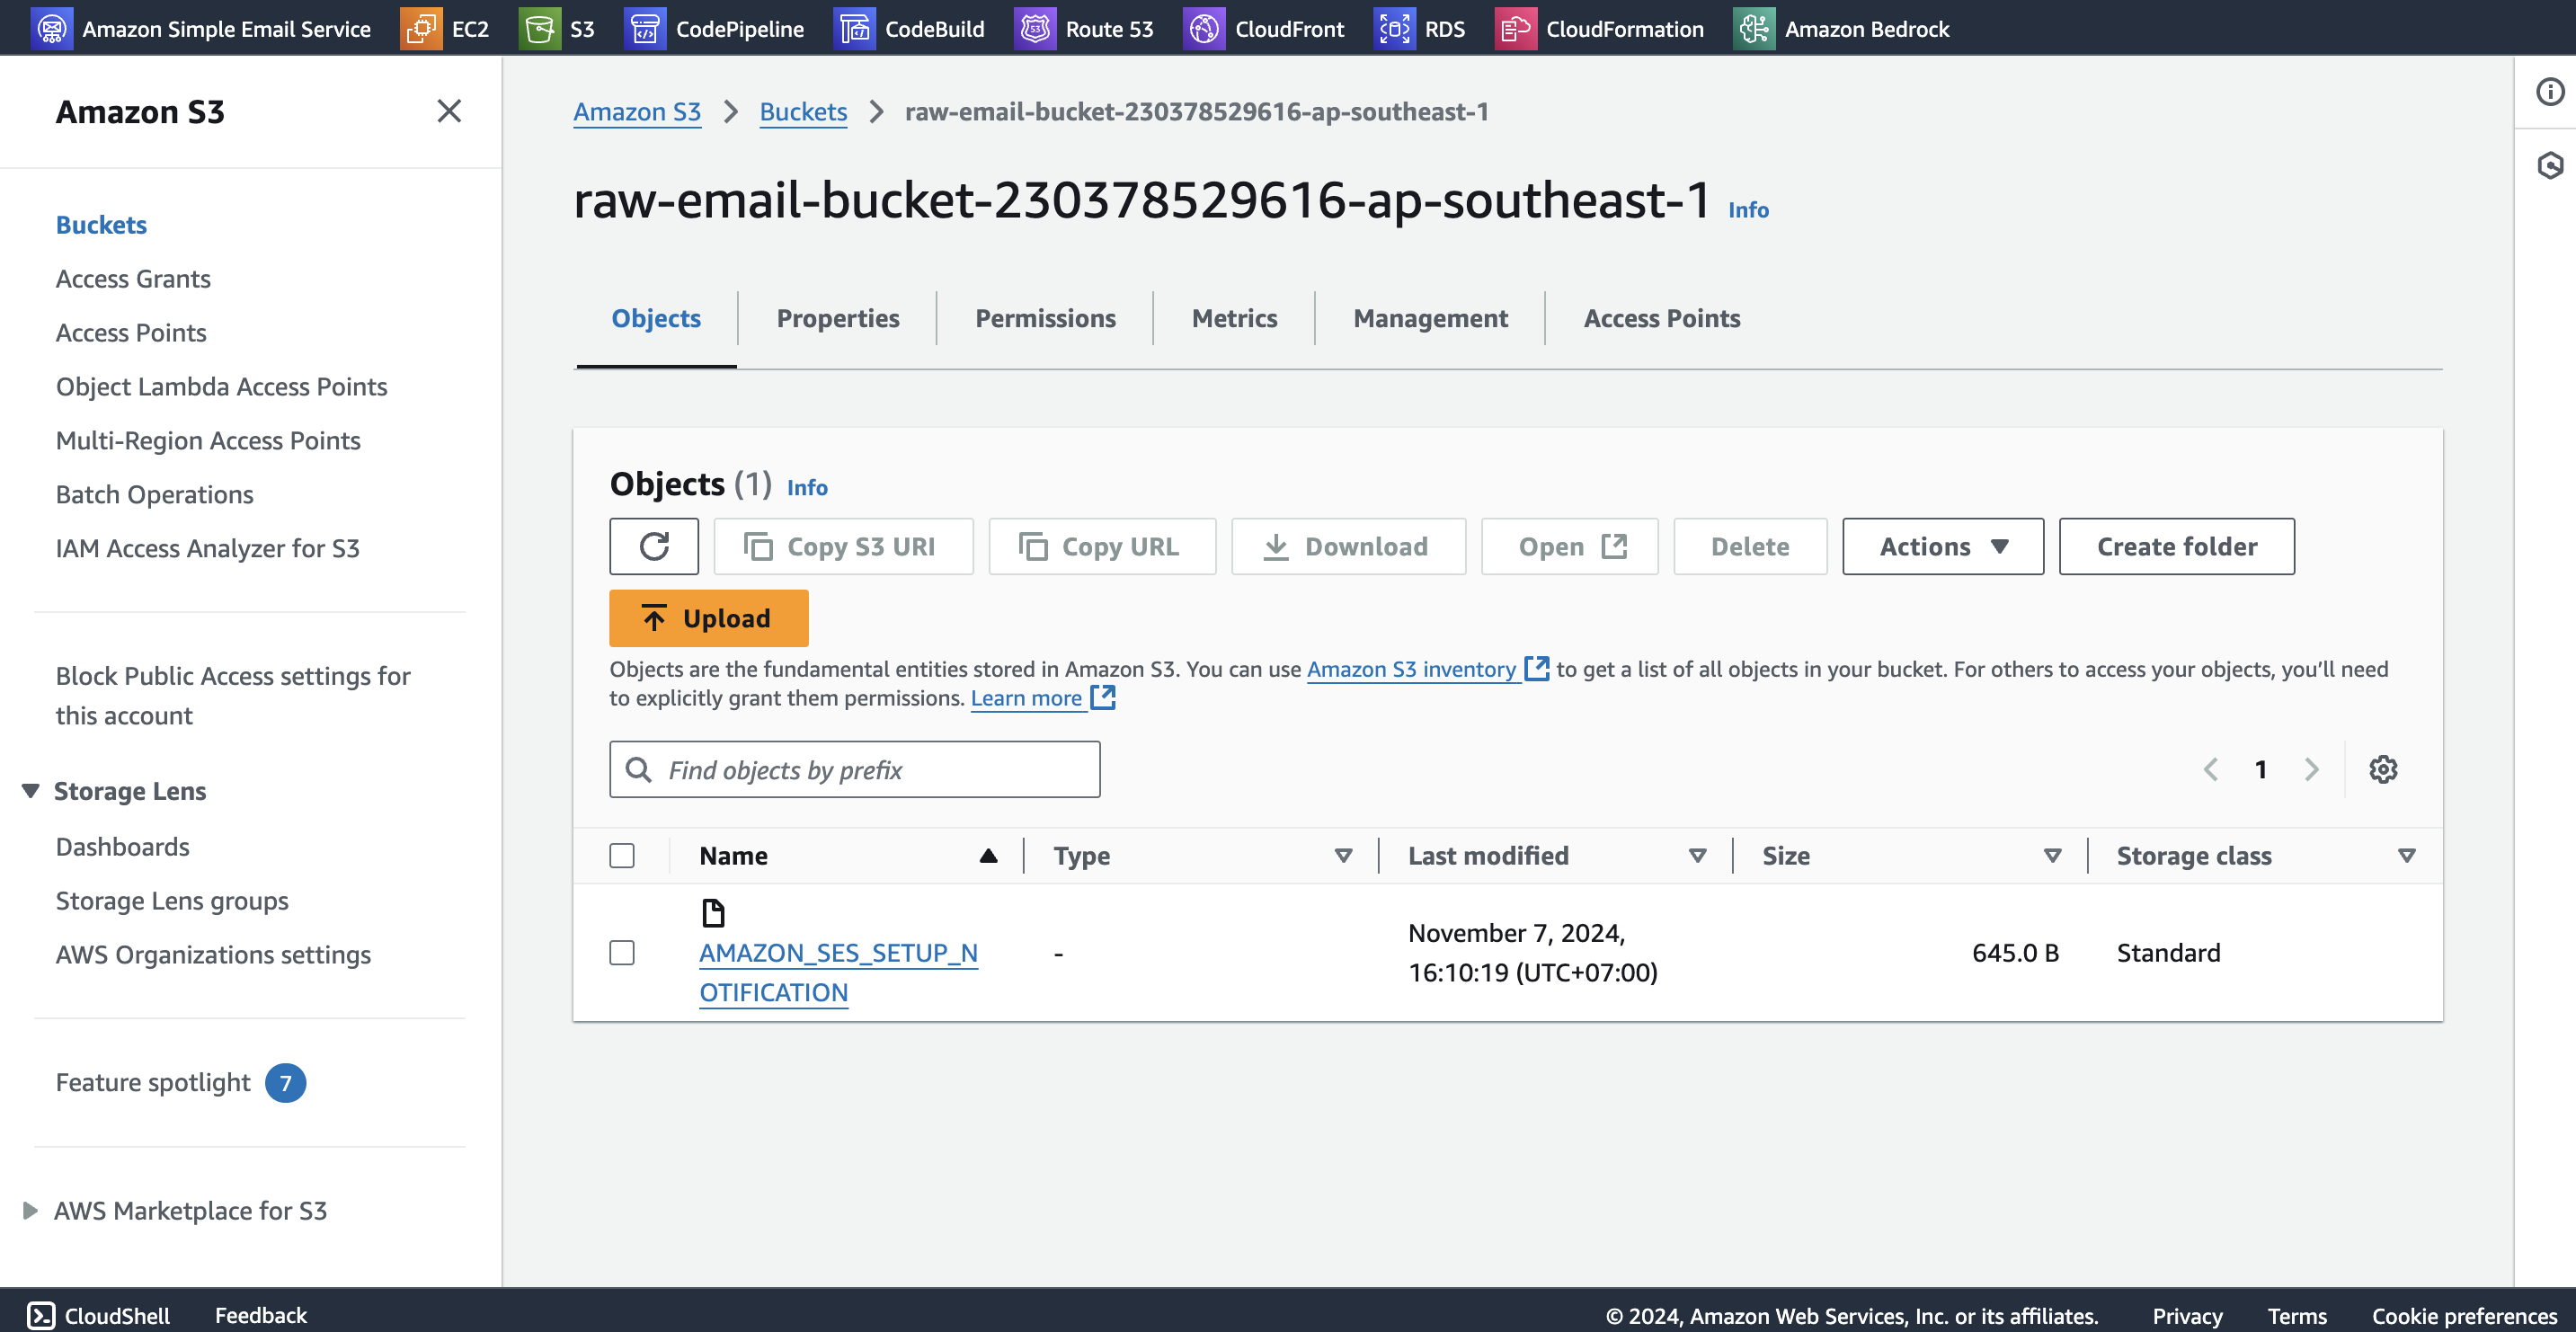 Amazon Simple Email Service EC2 S3 CodePipeline CodeBuild Route 53 CloudFront RDS CloudFormation Amazon Bedrock
Amazon S3
Buckets
Access Grants
Access Points
Object Lambda Access Points
Multi-Region Access Points
Batch Operations
IAM Access Analyzer for S3
Block Public Access settings for
this account
Storage Lens
Dashboards
Storage Lens groups
AWS Organizations settings
Feature spotlight 7
AWS Marketplace for S3
Amazon S3 > Buckets > raw-email-bucket-230378529616-ap-southeast-1
raw-email-bucket-230378529616-ap-southeast-1 Info
Objects Properties Permissions Metrics Management Access Points
Objects (1) Info
Copy S3 URI Copy URL Download Open Delete Actions Create folder
Upload
Objects are the fundamental entities stored in Amazon S3. You can use Amazon S3 inventory to get a list of all objects in your bucket. For others to access your objects, you’ll need
to explicitly grant them permissions. Learn more
Find objects by prefix
< 1 >
Name Type Last modified Size Storage class
AMAZON_SES_SETUP_N
OTIFICATION
-
November 7, 2024,
16:10:19 (UTC+07:00)
645.0 B
Standard
CloudShell Feedback © 2024, Amazon Web Services, Inc. or its affiliates. Privacy Terms Cookie preferences